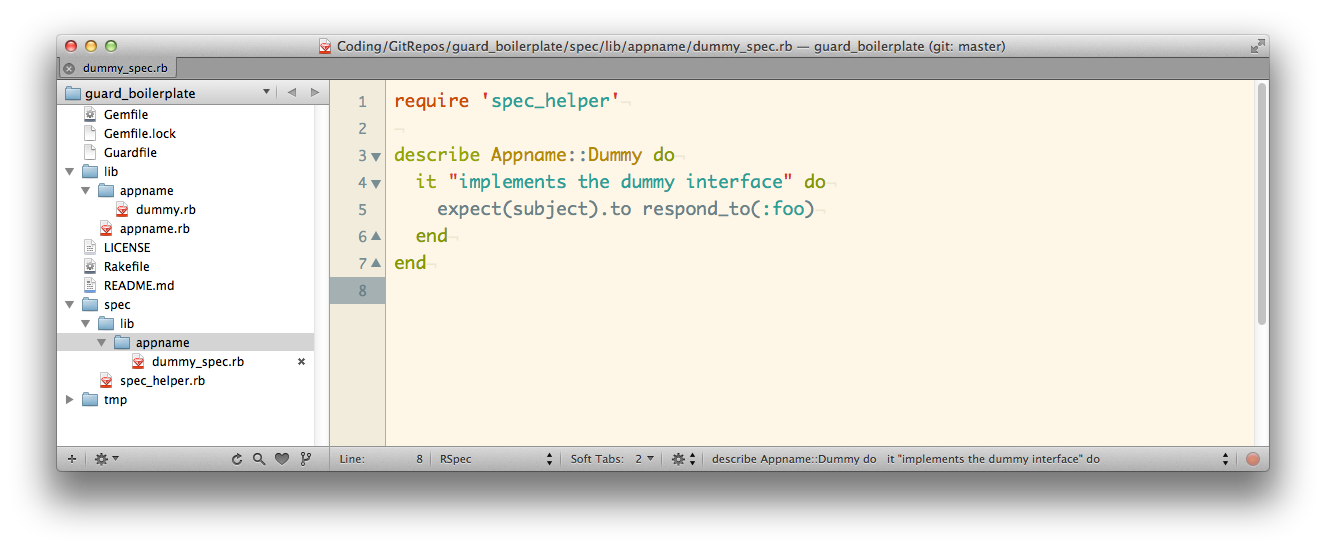 Coding/GitRepos/guard_boilerplate/spec/lib/appname/dummy_spec.rb — guard_boilerplate (git: master)
dummy_spec.rb
guard_boilerplate
Gemfile
Gemfile.lock
Guardfile
lib
appname
dummy.rb
appname.rb
LICENSE
Rakefile
README.md
spec
lib
appname
dummy_spec.rb
spec_helper.rb
tmp
1 require 'spec_helper'¬
2 ¬
3 describe Appname::Dummy do¬
4 it "implements the dummy interface" do¬
5 expect(subject).to respond_to(:foo)¬
6 end¬
7 end¬
8
Line: 8 RSpec Soft Tabs: 2 describe Appname::Dummy do it "implements the dummy interface" do